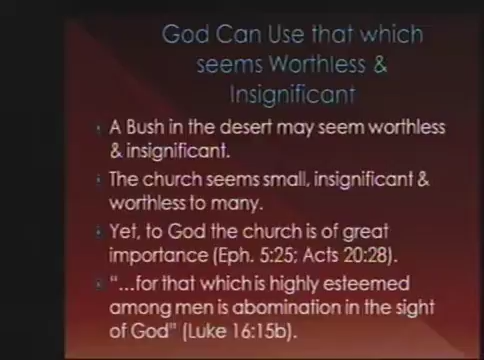 God Can Use that which
seems Worthless &
Insignificant
A Bush in the desert may seem worthless
& insignificant.
The church seems small, insignificant &
worthless to many.
Yet, to God the church is of great
importance (Eph. 5:25; Acts 20:28).
"...for that which is highly esteemed
among men is abomination in the sight
of God" (Luke 16:15b).